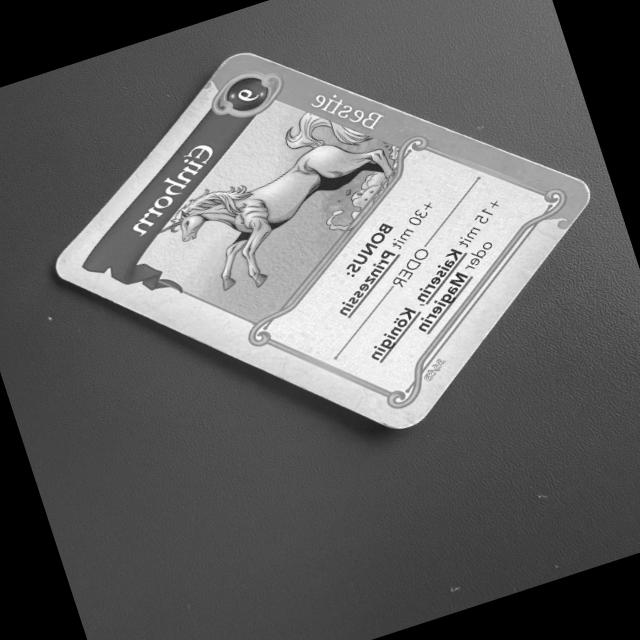 9
Einhorn
Bestie
BONUS:
+30 mit Prinzessin
ODER
+15 mit Kaiserin, Königin
oder Magierin